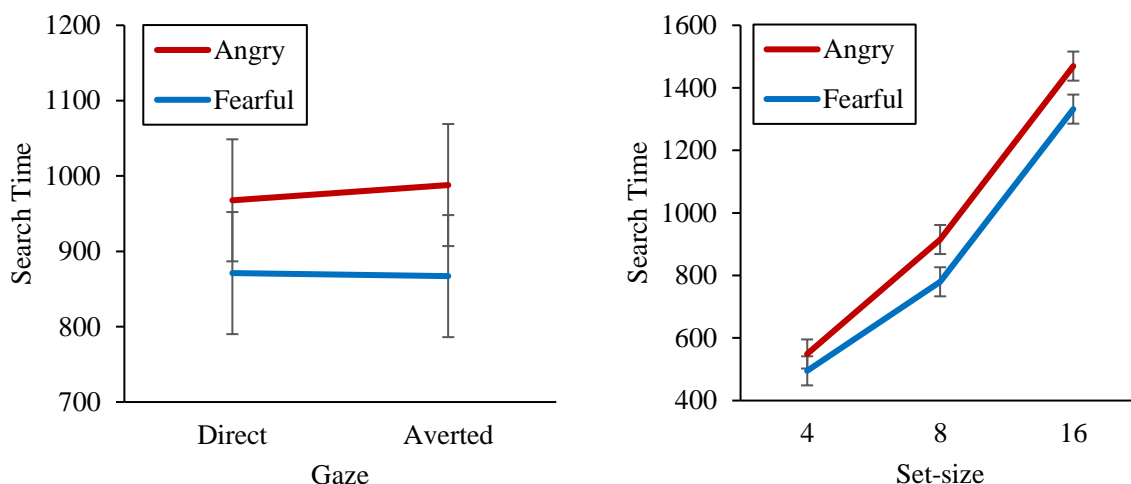 1200
1100
1000
900
800
700
Search Time
Angry
Fearful
Direct Averted
Gaze
1600
1400
1200
1000
800
600
400
Search Time
Angry
Fearful
4 8 16
Set-size